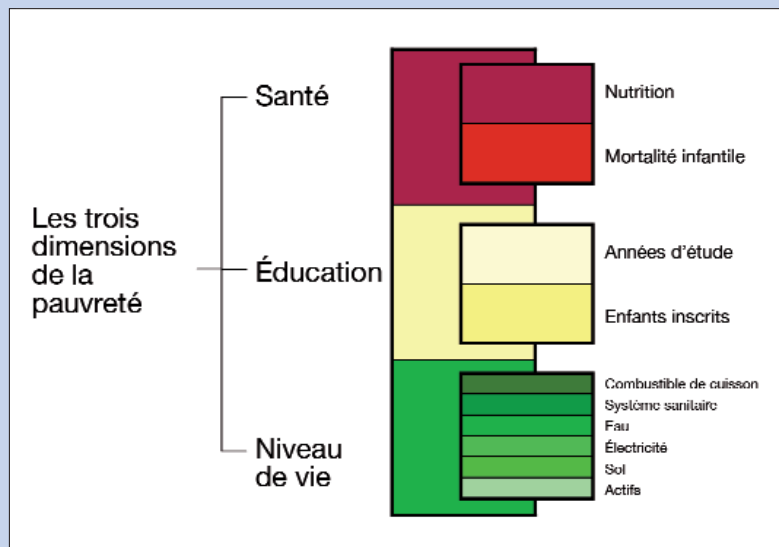 Les trois
dimensions
de la
pauvreté
Santé
Éducation
Niveau
de vie
Nutrition
Mortalité infantile
Années d'étude
Enfants inscrits
Combustible de cuisson
Système sanitaire
Eau
Électricité
Sol
Actifs